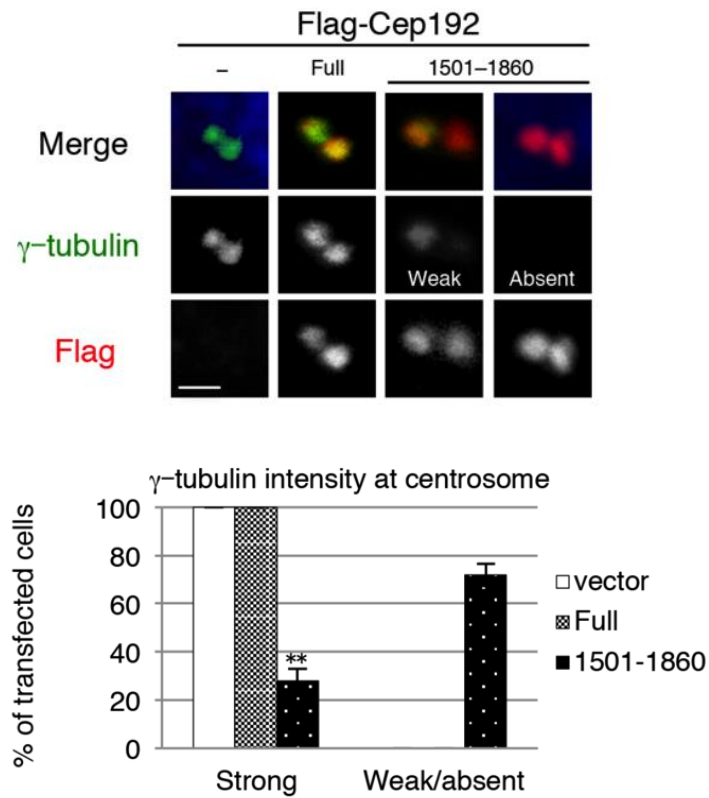 Flag-Cep192
– Full 1501–1860
Merge
γ–tubulin
Weak Absent
Flag
γ–tubulin intensity at centrosome
% of transfected cells
100
80
60
40
20
0
**
Strong Weak/absent
vector
Full
1501-1860